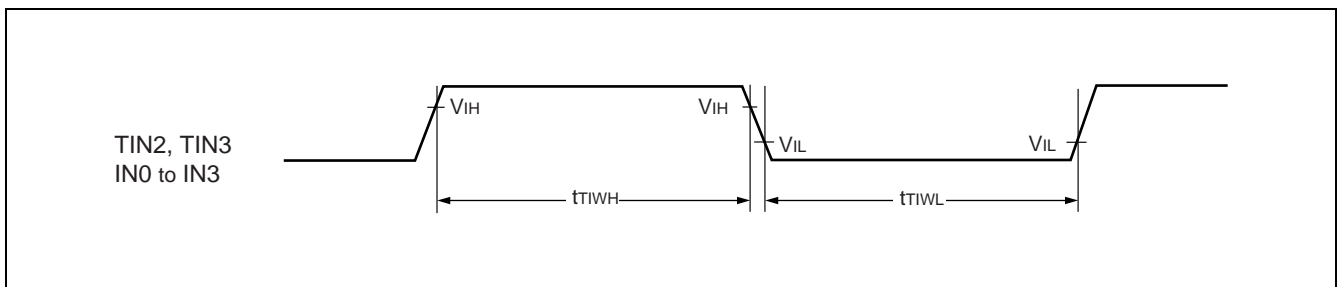 VIH
VIH
TIN2, TIN3
IN0 to IN3
VIL
VIL
tTIWH
tTIWL